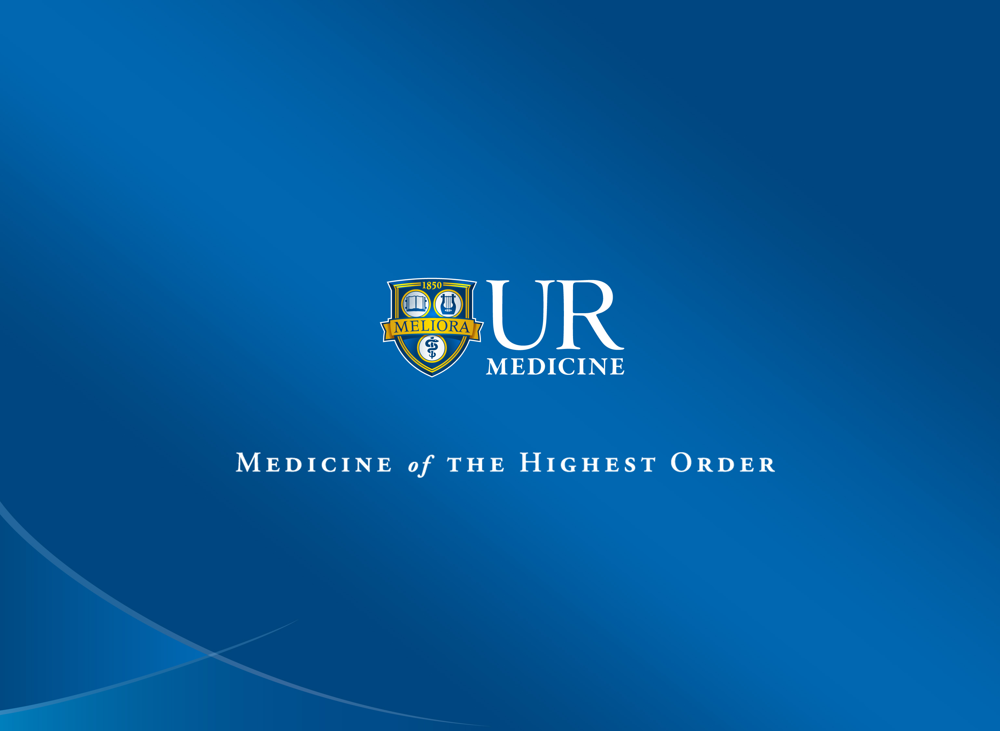 1850
MELIORA
UR
MEDICINE
Medicine of the Highest Order